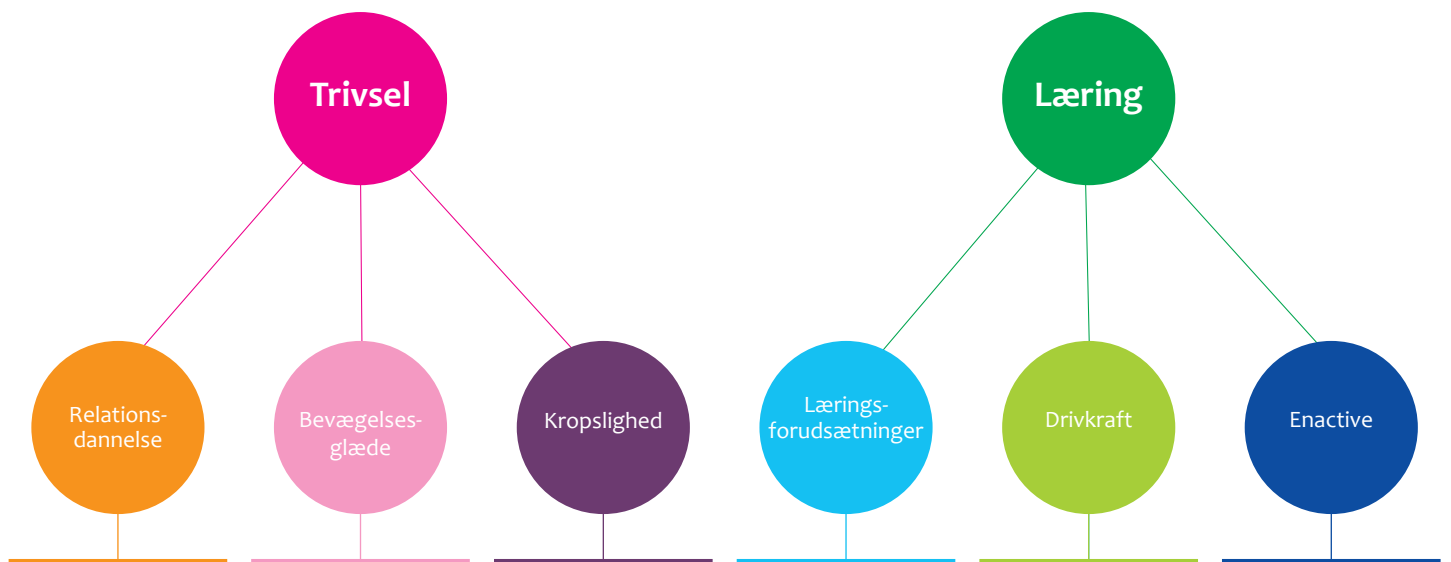 Trivsel
Læring
Relations-
dannelse
Bevægelses-
glæde
Kropslighed
Lærings-
forudsætninger
Drivkraft
Enactive